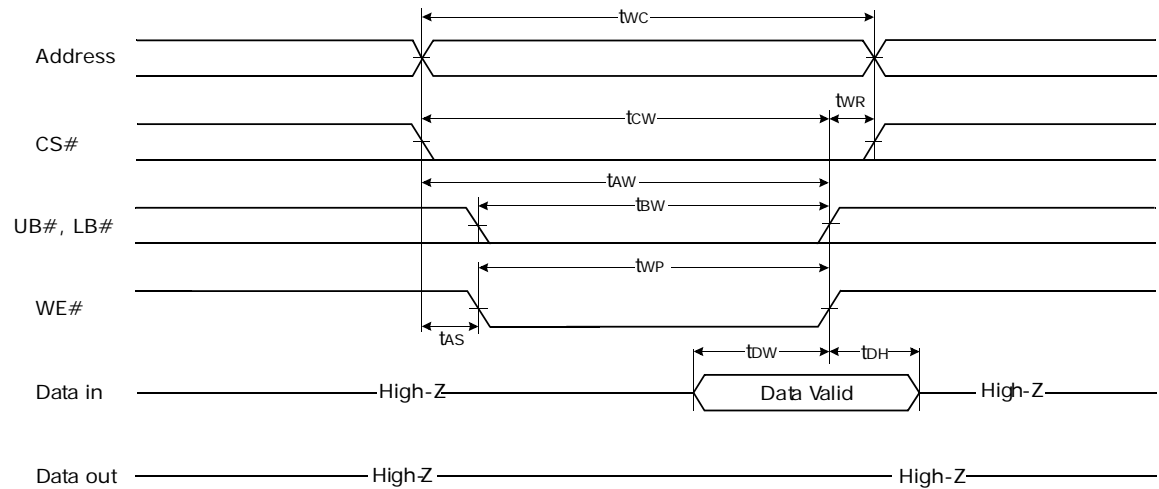 tWC
Address
tWR
tCW
CS#
tAW
tBW
UB#, LB#
tWP
WE#
tAS
tDW tDH
Data in High-Z Data Valid High-Z
Data out High-Z High-Z